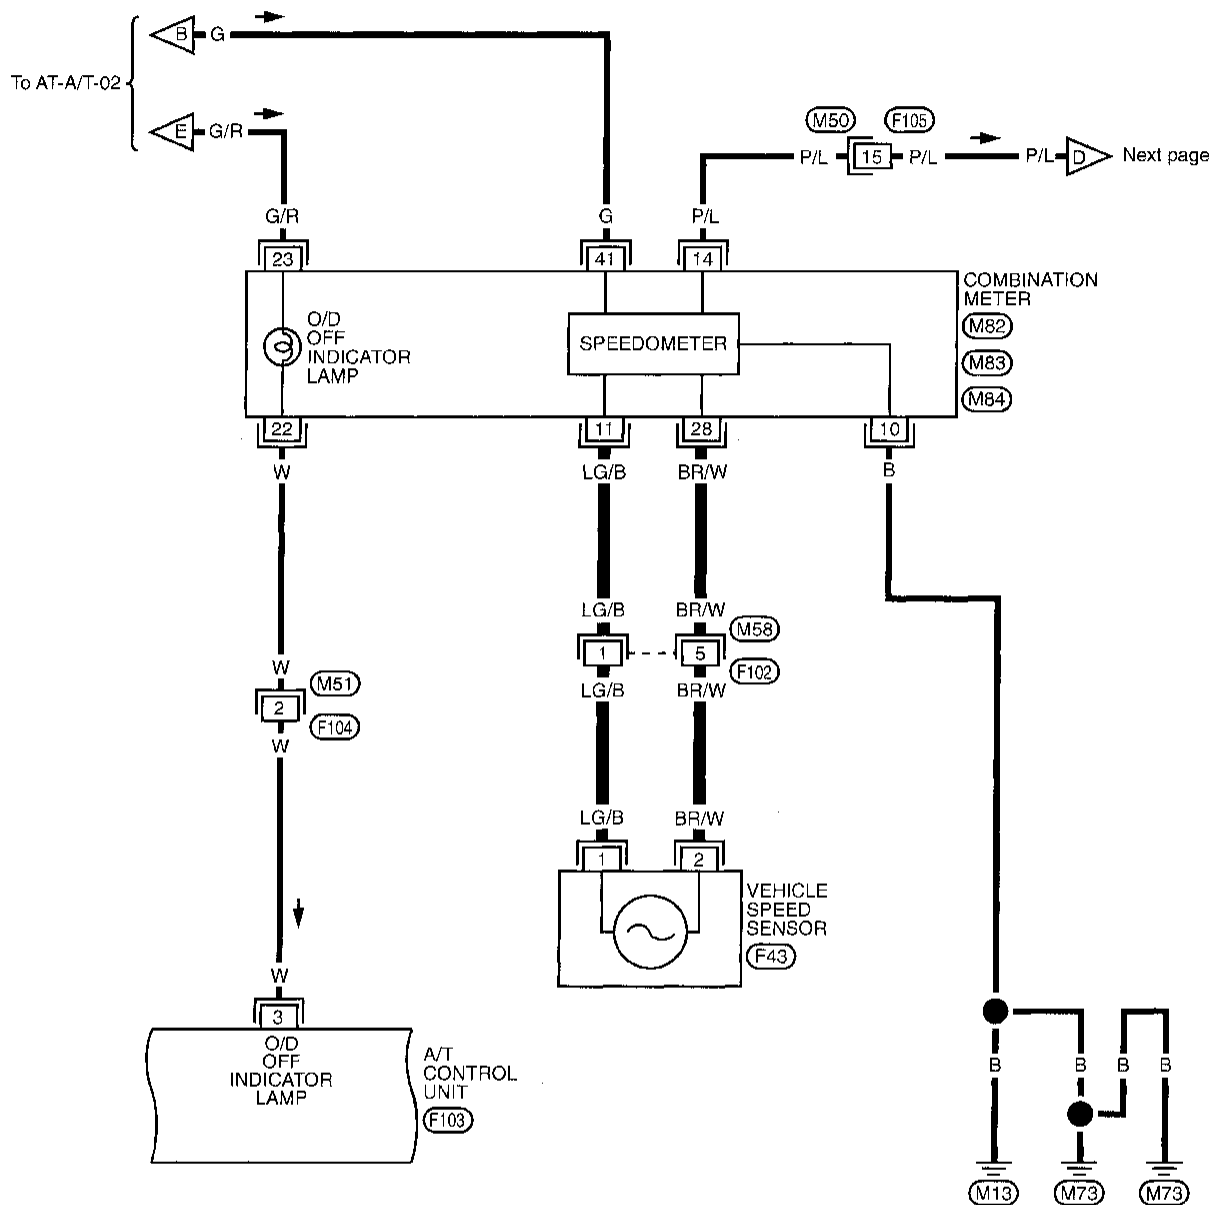 B G
To AT-A/T-02
E G/R
M50 F105
P/L 15 P/L P/L D Next page
G/R G P/L
23 41 14
COMBINATION
METER
M82
M83
M84
O/D
OFF
INDICATOR
LAMP
SPEEDOMETER
22 11 28 10
W LG/B BR/W B
LG/B BR/W
M58
1 5
F102
LG/B BR/W
W
M51
2
F104
W
LG/B BR/W
1 2
VEHICLE
SPEED
SENSOR
F43
W
3
O/D
OFF
INDICATOR
LAMP
A/T
CONTROL
UNIT
F103
B B B B
M13 M73 M73